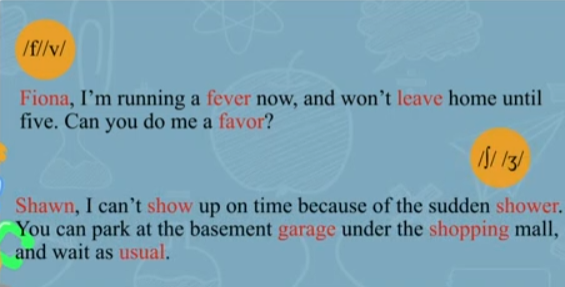 /f//v/
Fiona, I'm running a fever now, and won't leave home until
five. Can you do me a favor?
/ʃ/ /ʒ/
Shawn, I can't show up on time because of the sudden shower.
You can park at the basement garage under the shopping mall,
and wait as usual.